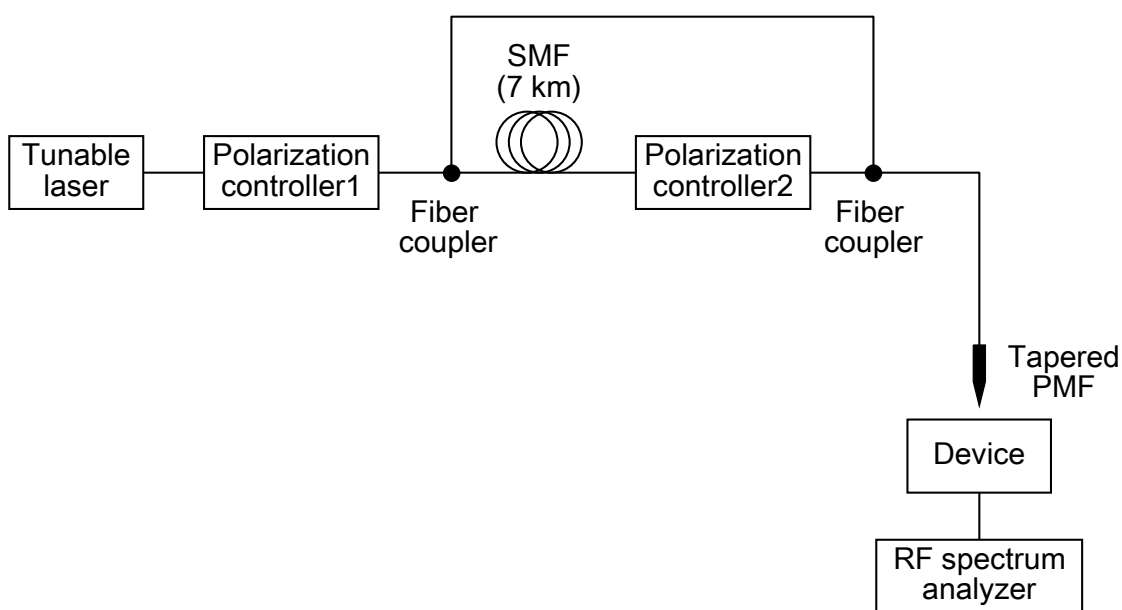 SMF
(7 km)
Tunable
laser
Polarization
controller1
Polarization
controller2
Fiber
coupler
Fiber
coupler
Tapered
PMF
Device
RF spectrum
analyzer